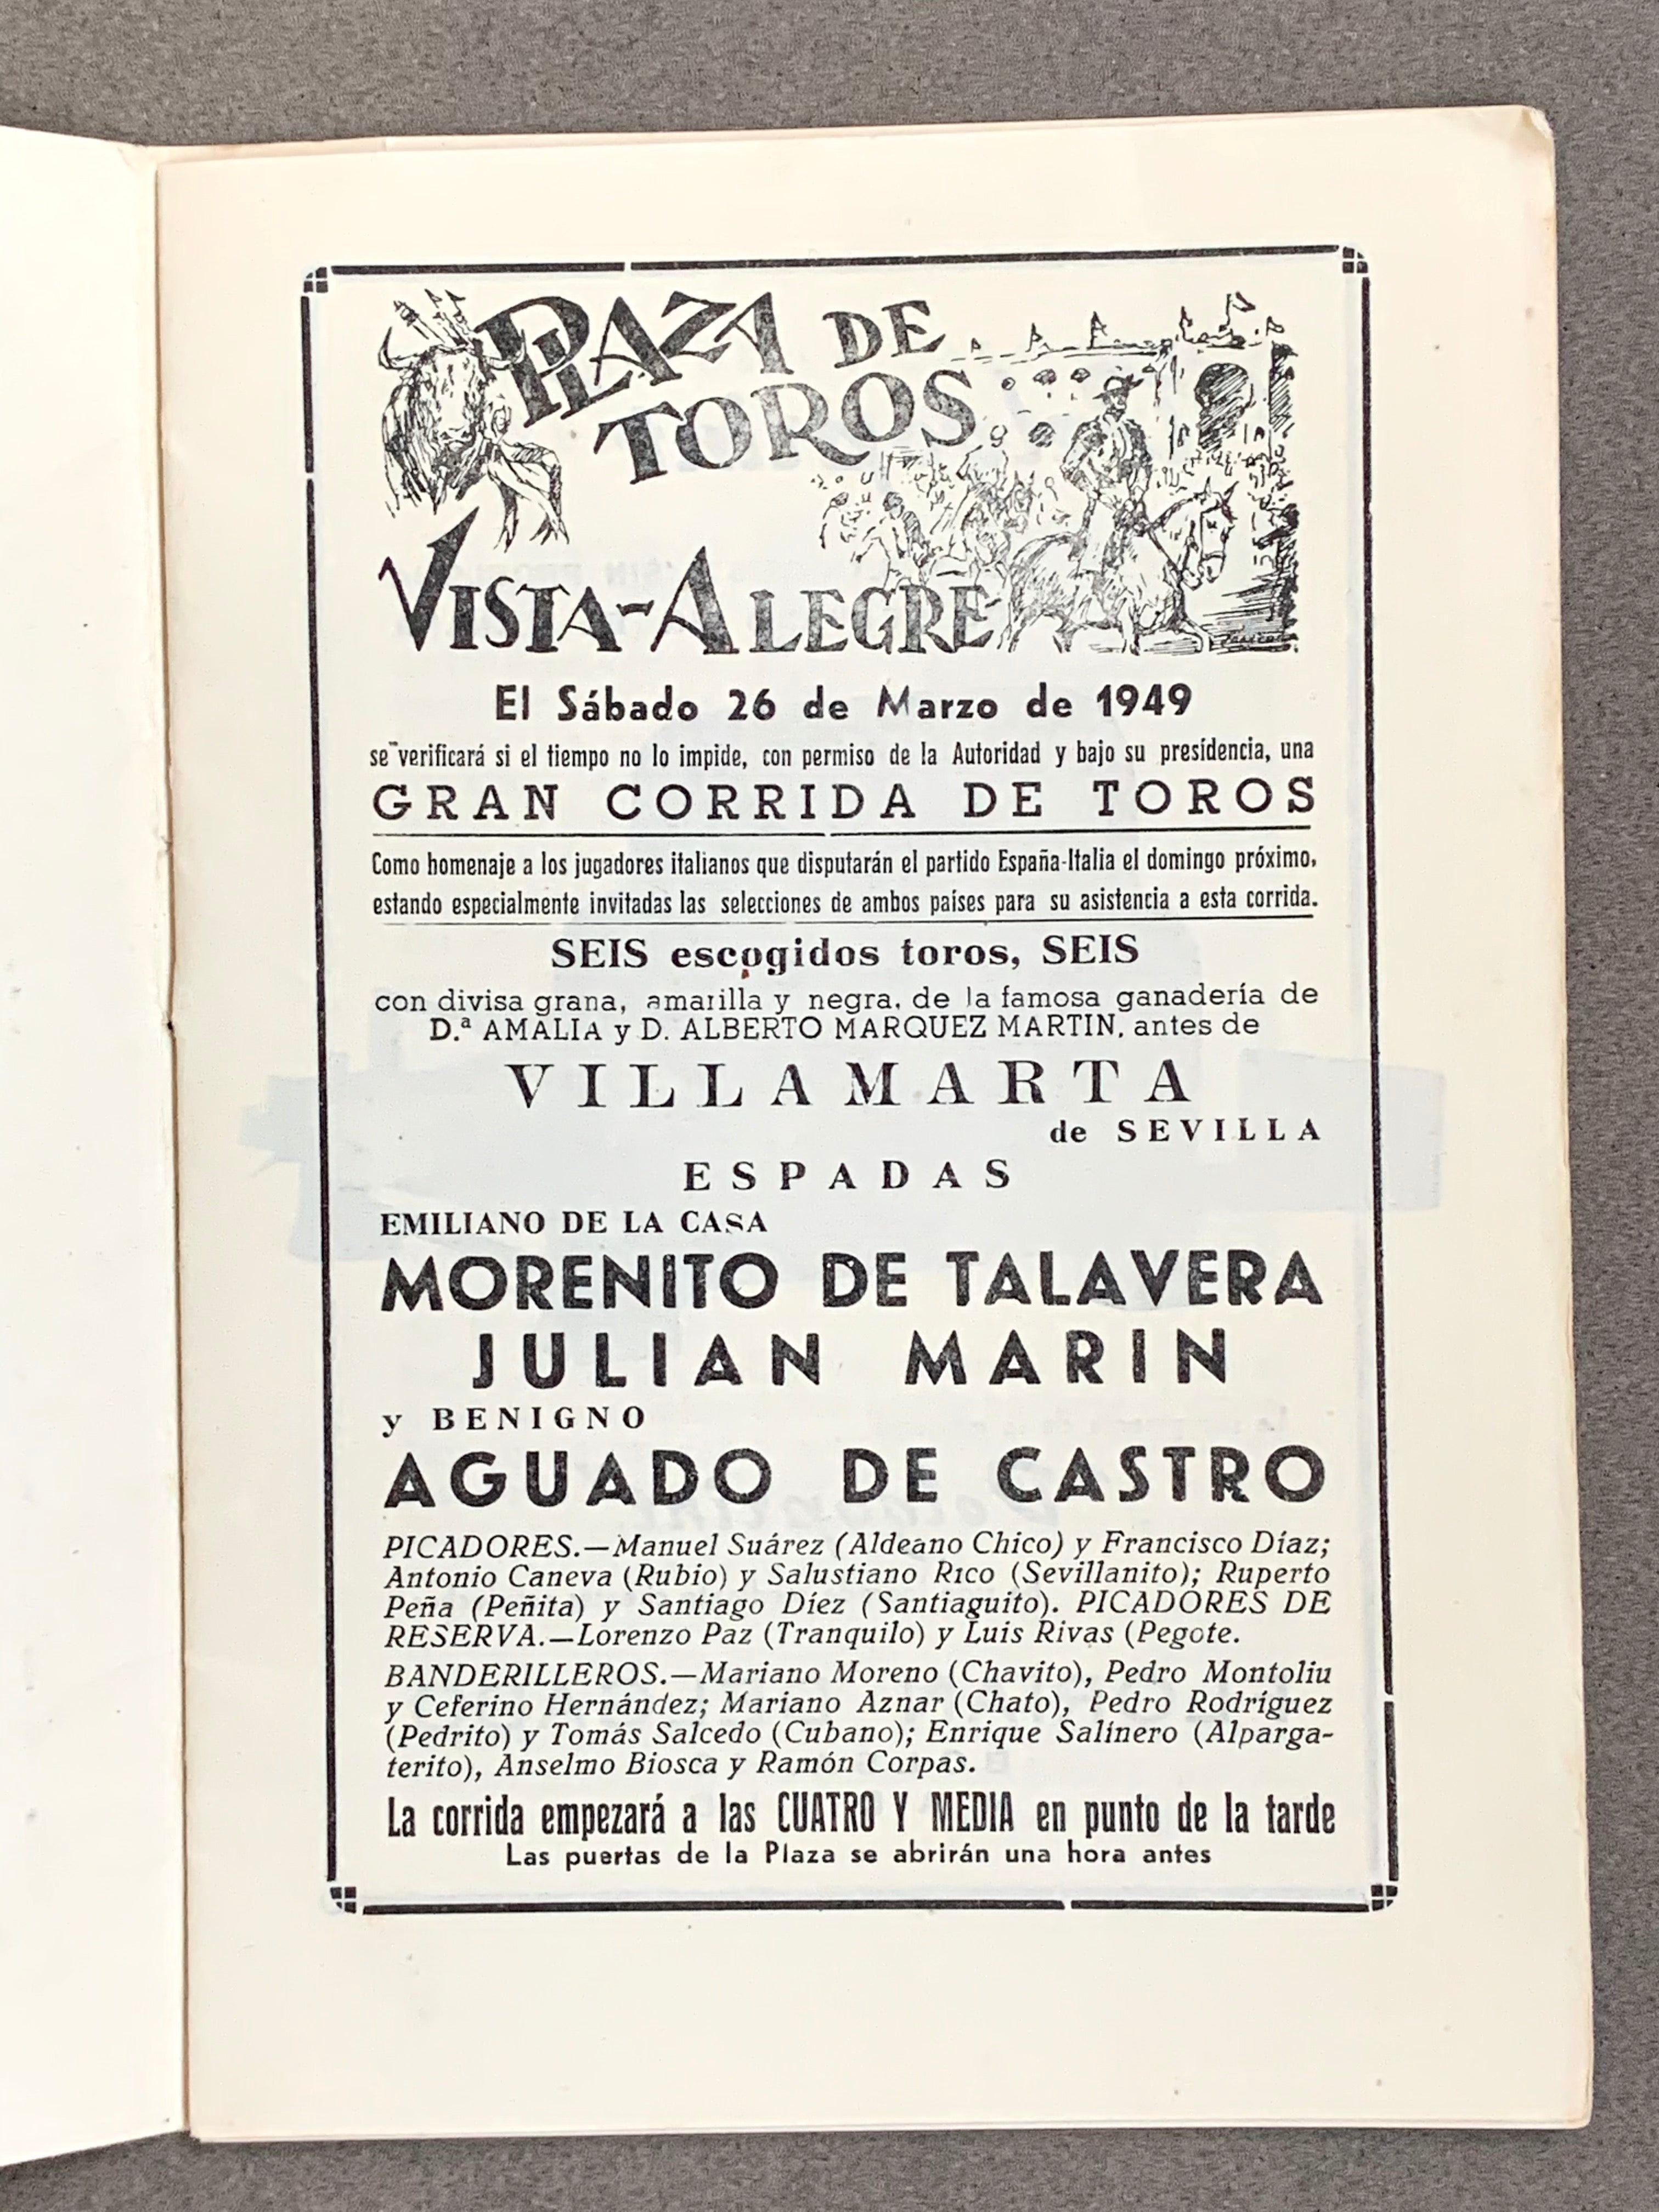 PLAZA DE
TOROS
VISTA-ALEGRE
El Sábado 26 de Marzo de 1949
se verificará si el tiempo no lo impide, con permiso de la Autoridad y bajo su presidencia, una
GRAN CORRIDA DE TOROS
Como homenaje a los jugadores italianos que disputarán el partido España-Italia el domingo próximo,
estando especialmente invitadas las selecciones de ambos países para su asistencia a esta corrida.
SEIS escogidos toros, SEIS
con divisa grana, amarilla y negra, de la famosa ganadería de
D.ª AMALIA y D. ALBERTO MARQUEZ MARTIN, antes de
VILLAMARTA
de SEVILLA
ESPADAS
EMILIANO DE LA CASA
MORENITO DE TALAVERA
JULIAN MARIN
y BENIGNO
AGUADO DE CASTRO
PICADORES.—Manuel Suárez (Aldeano Chico) y Francisco Díaz;
Antonio Caneva (Rubio) y Salustiano Rico (Sevillanito); Ruperto
Peña (Peñita) y Santiago Díez (Santiaguito). PICADORES DE
RESERVA.—Lorenzo Paz (Tranquilo) y Luis Rivas (Pegote.
BANDERILLEROS.—Mariano Moreno (Chavito), Pedro Montoliu
y Ceferino Hernández; Mariano Aznar (Chato), Pedro Rodríguez
(Pedrito) y Tomás Salcedo (Cubano); Enrique Salinero (Alparga-
terito), Anselmo Biosca y Ramón Corpas.
La corrida empezará a las CUATRO Y MEDIA en punto de la tarde
Las puertas de la Plaza se abrirán una hora antes